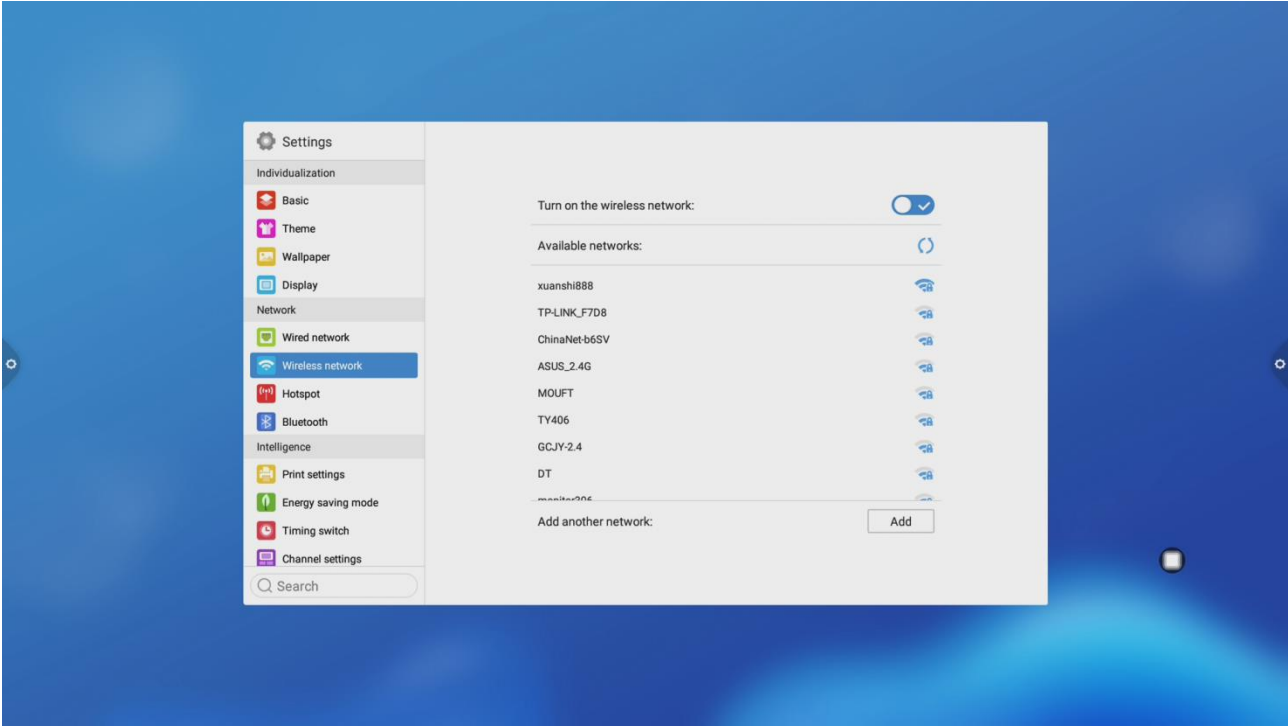 Settings
Individualization
Basic
Theme
Wallpaper
Display
Network
Wired network
Wireless network
Hotspot
Bluetooth
Intelligence
Print settings
Energy saving mode
Timing switch
Channel settings
Search
Turn on the wireless network:
Available networks:
xuanshi888
TP-LINK_F7D8
ChinaNet-b6SV
ASUS_2.4G
MOUFT
TY406
GCJY-2.4
DT
Add another network:
Add